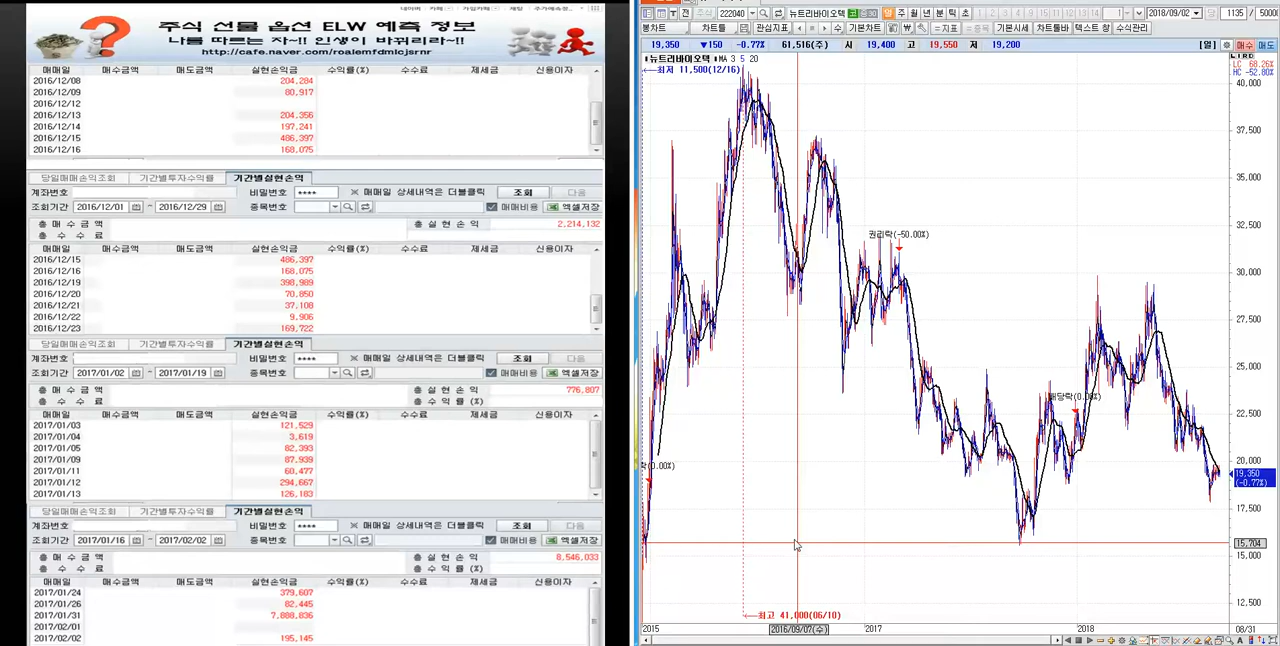 주식 선물 옵션 ELW 예측 정보
나를 따르는 자~!! 인생이 바뀌리라~!!
http://cafe.naver.com/roalemfdmlcjsrnr
매매일 매수금액 매도금액 실현손익금 수익률(%) 수수료 제세금 신용이자
2016/12/08 204,284
2016/12/09 80,917
2016/12/12
2016/12/13 204,356
2016/12/14 197,241
2016/12/15 486,397
2016/12/16 168,075
당일매매손익조회 기간별투자수익률 기간별실현손익
계좌번호 비밀번호 **** ※ 매매일 상세내역은 더블클릭 조회 다음
조회기간 2016/12/01 ~ 2016/12/29 종목번호 매매비용 엑셀저장
총 매 수 금 액 총 실 현 손 익 2,214,132
총 수 수 료
매매일 매수금액 매도금액 실현손익금 수익률(%) 수수료 제세금 신용이자
2016/12/15 486,397
2016/12/16 168,075
2016/12/19 398,989
2016/12/20 70,850
2016/12/21 37,108
2016/12/22 9,906
2016/12/23 169,722
당일매매손익조회 기간별투자수익률 기간별실현손익
계좌번호 비밀번호 **** ※ 매매일 상세내역은 더블클릭 조회 다음
조회기간 2017/01/02 ~ 2017/01/19 종목번호 매매비용 엑셀저장
총 매 수 금 액 총 실 현 손 익 776,807
총 수 수 료 총 수 익 률 (%)
매매일 매수금액 매도금액 실현손익금 수익률(%) 수수료 제세금 신용이자
2017/01/03 121,529
2017/01/04 3,619
2017/01/05 82,393
2017/01/09 87,939
2017/01/11 60,477
2017/01/12 294,667
2017/01/13 126,183
당일매매손익조회 기간별투자수익률 기간별실현손익
계좌번호 비밀번호 **** ※ 매매일 상세내역은 더블클릭 조회 다음
조회기간 2017/01/16 ~ 2017/02/02 종목번호 매매비용 엑셀저장
총 매 수 금 액 총 실 현 손 익 8,546,033
총 수 수 료 총 수 익 률 (%)
매매일 매수금액 매도금액 실현손익금 수익률(%) 수수료 제세금 신용이자
2017/01/24 379,607
2017/01/26 82,445
2017/01/31 7,888,836
2017/02/01
2017/02/02 195,145
222040 뉴트리바이오텍 일 주 월 년 분 틱 초 2018/09/02 1135 5000
봉차트 차트틀 관심지표 기본차트 기본시세 차트툴바 텍스트 창 수식관리
19,350 ▼150 -0.77% 61,516(주) 시 19,400 고 19,550 저 19,200 [일] 매수 매도
뉴트리바이오텍 MA 3 5 20
최저 11,500(12/16)
LC 68.26%
HC -52.80%
40,000
37,500
35,000
32,500
권리락(-50.00%)
30,000
27,500
25,000
배당락(0.00%)
22,500
락(0.00%)
20,000
19,350
(-0.77%)
17,500
15,704
15,000
12,500
최고 41,000(06/10)
2015 2016/09/07(수) 2017 2018 08/31